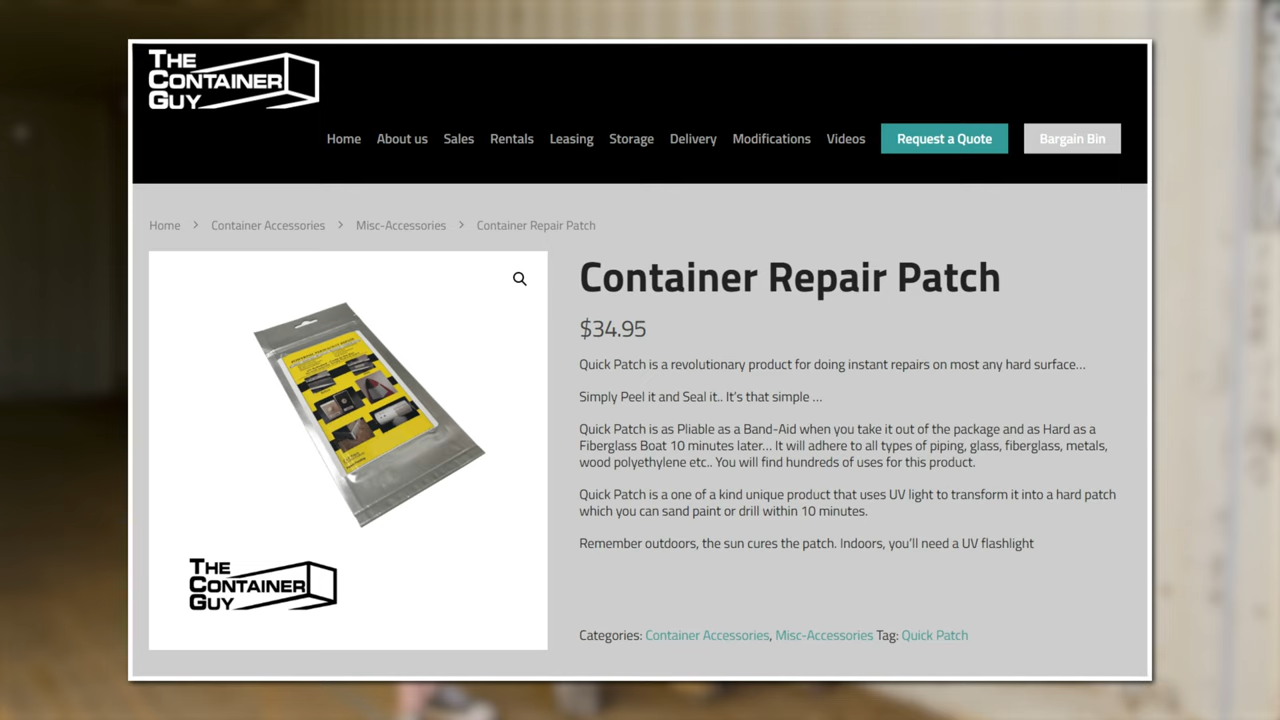 THE
CONTAINER
GUY
Home About us Sales Rentals Leasing Storage Delivery Modifications Videos Request a Quote Bargain Bin
Home > Container Accessories > Misc-Accessories > Container Repair Patch
Container Repair Patch
$34.95
Quick Patch is a revolutionary product for doing instant repairs on most any hard surface...
Simply Peel it and Seal it.. It's that simple ...
Quick Patch is as Pliable as a Band-Aid when you take it out of the package and as Hard as a
Fiberglass Boat 10 minutes later... It will adhere to all types of piping, glass, fiberglass, metals,
wood polyethylene etc.. You will find hundreds of uses for this product.
Quick Patch is a one of a kind unique product that uses UV light to transform it into a hard patch
which you can sand paint or drill within 10 minutes.
Remember outdoors, the sun cures the patch. Indoors, you'll need a UV flashlight
THE
CONTAINER
GUY
Categories: Container Accessories, Misc-Accessories Tag: Quick Patch